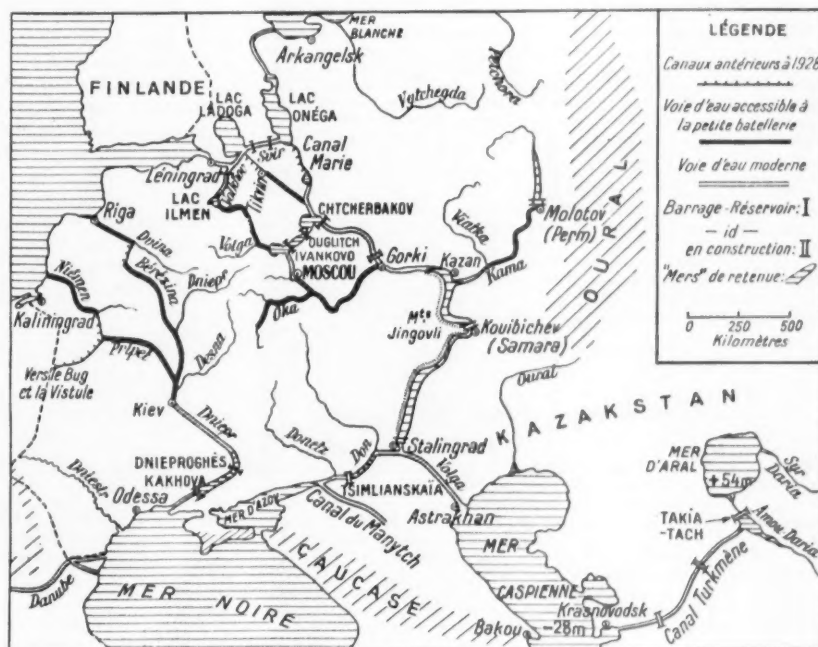 MER
BLANCHE
Arkangelsk
Petchora
Vytchegda
FINLANDE
LAC
LADOGA
LAC
ONÉGA
Canal
Marie
Svir
Léningrad
LAC
ILMEN
CHTCHERBAKOV
OUGLITCH
IVANKOVO
MOSCOU
Volga
Riga
Dvina
Bérézina
Dniepr
Niémen
Kaliningrad
Pripet
Vers le Bug
et la Vistule
Desna
Oka
Gorki
Kazan
Viatka
Kama
Molotov
(Perm)
OURAL
Mts
Jingovli
Kouibichev
(Samara)
Oural
KAZAKSTAN
Kiev
Dniepr
Donetz
Don
Stalingrad
Volga
DNIEPROGHÈS
KAKHOVA
TSIMLIANSKAÏA
Dniestr
Odessa
MER D'AZOV
Canal du Manytch
Astrakhan
MER
D'ARAL
+54m
Syr
Daria
TAKIA
-TACH
Amou Daria
CAUCASE
MER
CASPIENNE
Krasnovodsk
Canal Turkmène
Danube
MER NOIRE
Bakou
-28m
LÉGENDE
Canaux antérieurs à 1928
Voie d'eau accessible à
la petite batellerie
Voie d'eau moderne
Barrage-Réservoir: I
— id —
en construction: II
"Mers" de retenue:
0 250 500
Kilomètres